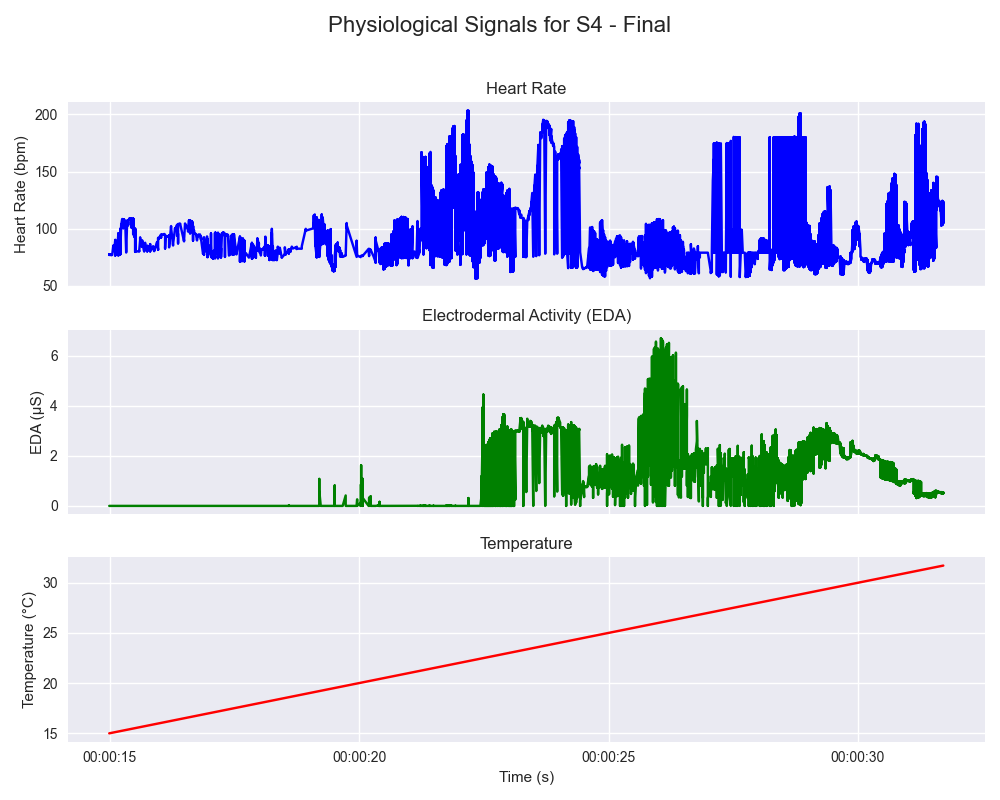 Physiological Signals for S4 - Final
Heart Rate
200
150
100
50
Heart Rate (bpm)
Electrodermal Activity (EDA)
6
4
2
0
EDA (μS)
Temperature
30
25
20
15
Temperature (°C)
00:00:15 00:00:20 00:00:25 00:00:30
Time (s)